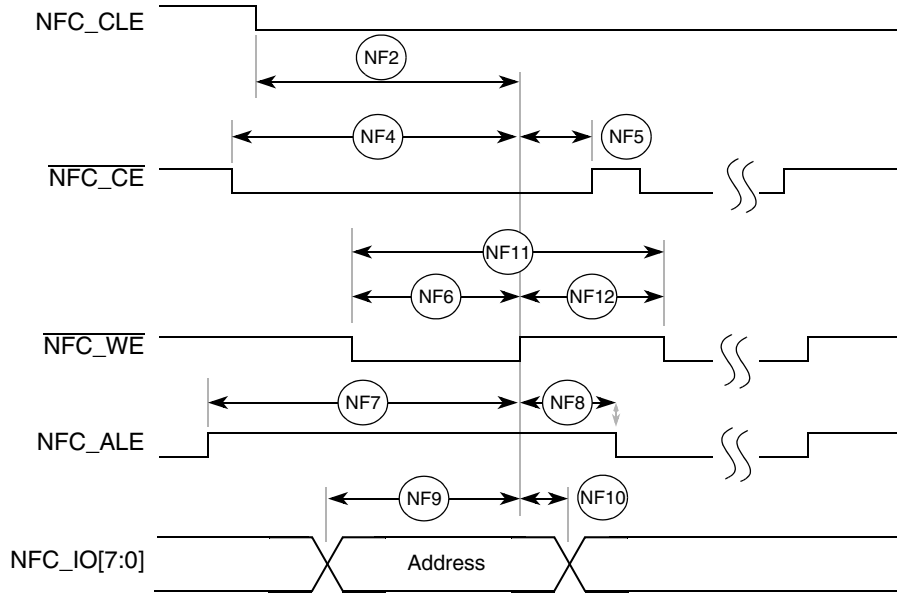 NFC_CLE
NF2
NF4
NF5
NFC_CE
NF11
NF6
NF12
NFC_WE
NF7
NF8
NFC_ALE
NF9
NF10
NFC_IO[7:0]
Address